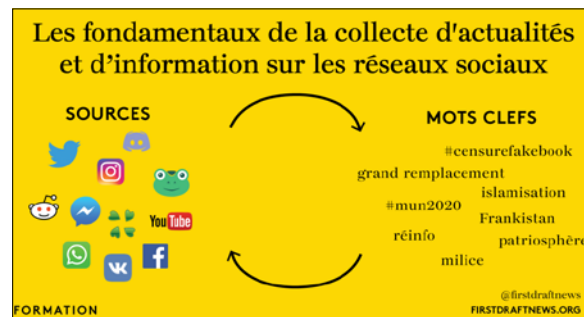 Les fondamentaux de la collecte d'actualités
et d’information sur les réseaux sociaux
SOURCES
YouTube
MOTS CLEFS
#censurefakebook
grand remplacement
islamisation
#mun2020
Frankistan
réinfo
patriosphère
milice
FORMATION
@firstdraftnews
FIRSTDRAFTNEWS.ORG